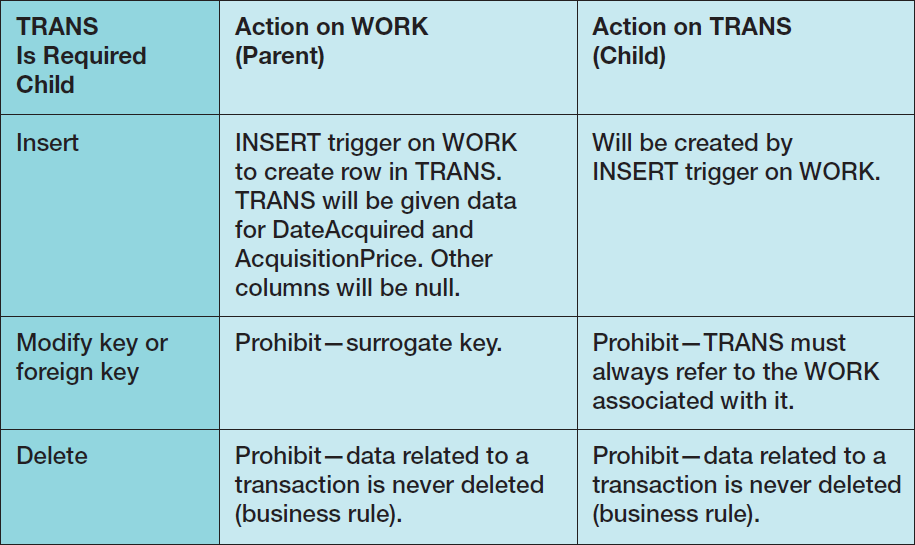 TRANS
Is Required
Child
Action on WORK
(Parent)
Action on TRANS
(Child)
Insert
INSERT trigger on WORK
to create row in TRANS.
TRANS will be given data
for DateAcquired and
AcquisitionPrice. Other
columns will be null.
Will be created by
INSERT trigger on WORK.
Modify key or
foreign key
Prohibit—surrogate key.
Prohibit—TRANS must
always refer to the WORK
associated with it.
Delete
Prohibit—data related to a
transaction is never deleted
(business rule).
Prohibit—data related to a
transaction is never deleted
(business rule).